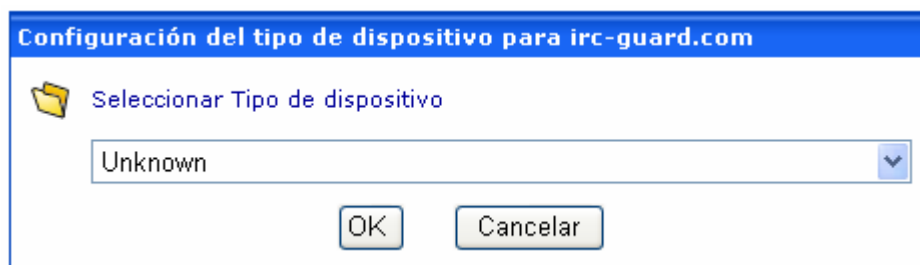 Configuración del tipo de dispositivo para irc-guard.com
Seleccionar Tipo de dispositivo
Unknown
OK Cancelar